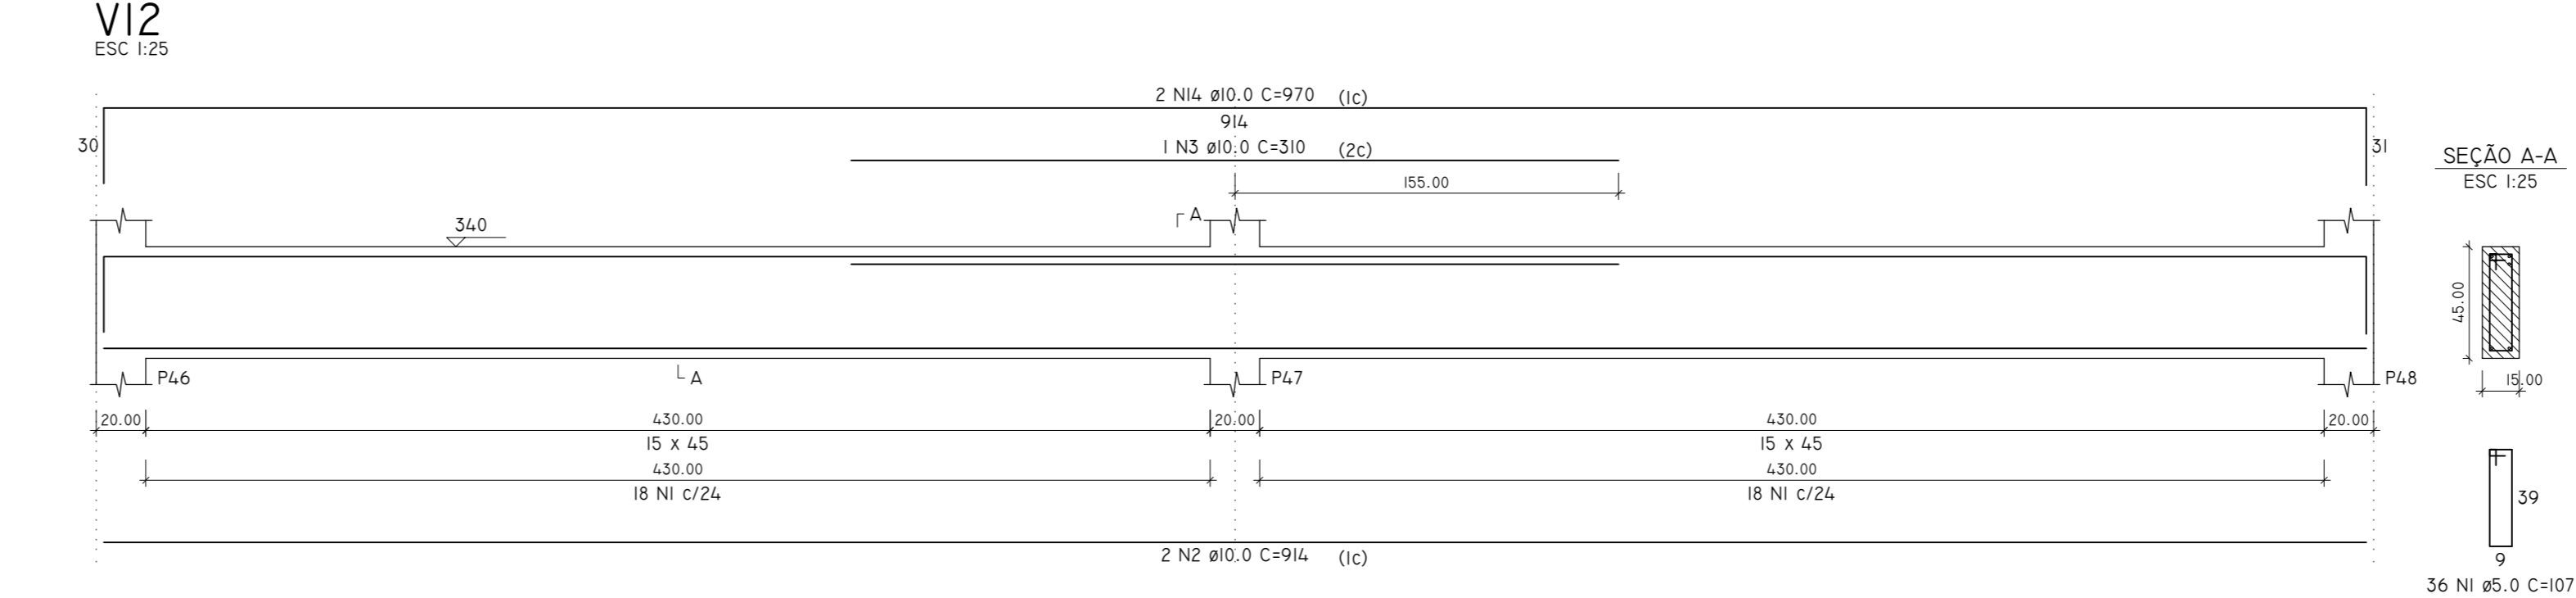 V12
ESC 1:25
2 N14 ø10.0 C=970 (1c)
914
30
31
1 N3 ø10.0 C=310 (2c)
155.00
SEÇÃO A-A
ESC 1:25
A
340
45.00
15.00
P46
A
P47
P48
20.00 430.00 20.00 430.00 20.00
15 x 45 15 x 45
430.00 430.00
18 N1 c/24 18 N1 c/24
39
9
2 N2 ø10.0 C=914 (1c)
36 N1 ø5.0 C=107